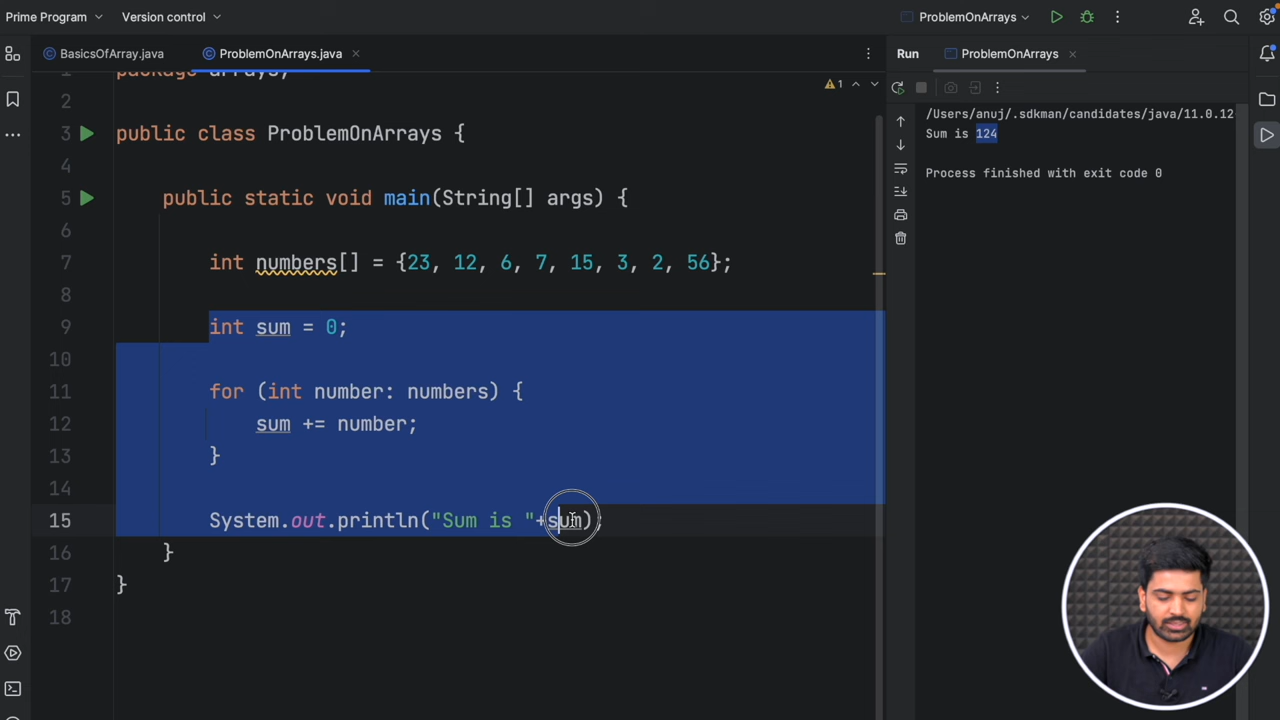 Prime Program
Version control
ProblemOnArrays
BasicsOfArray.java
ProblemOnArrays.java
Run
ProblemOnArrays
1
1 package arrays;
2
3 public class ProblemOnArrays {
4
5 public static void main(String[] args) {
6
7 int numbers[] = {23, 12, 6, 7, 15, 3, 2, 56};
8
9 int sum = 0;
10
11 for (int number: numbers) {
12 sum += number;
13 }
14
15 System.out.println("Sum is "+sum);
16 }
17 }
18
/Users/anuj/.sdkman/candidates/java/11.0.12
Sum is 124
Process finished with exit code 0